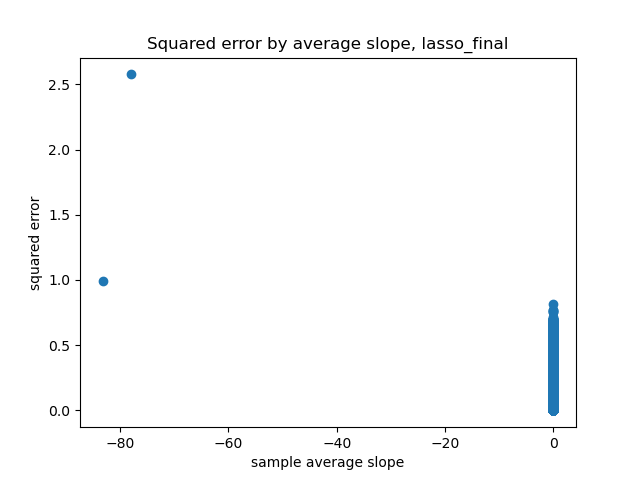 Squared error by average slope, lasso_final
squared error
2.5
2.0
1.5
1.0
0.5
0.0
−80 −60 −40 −20 0
sample average slope